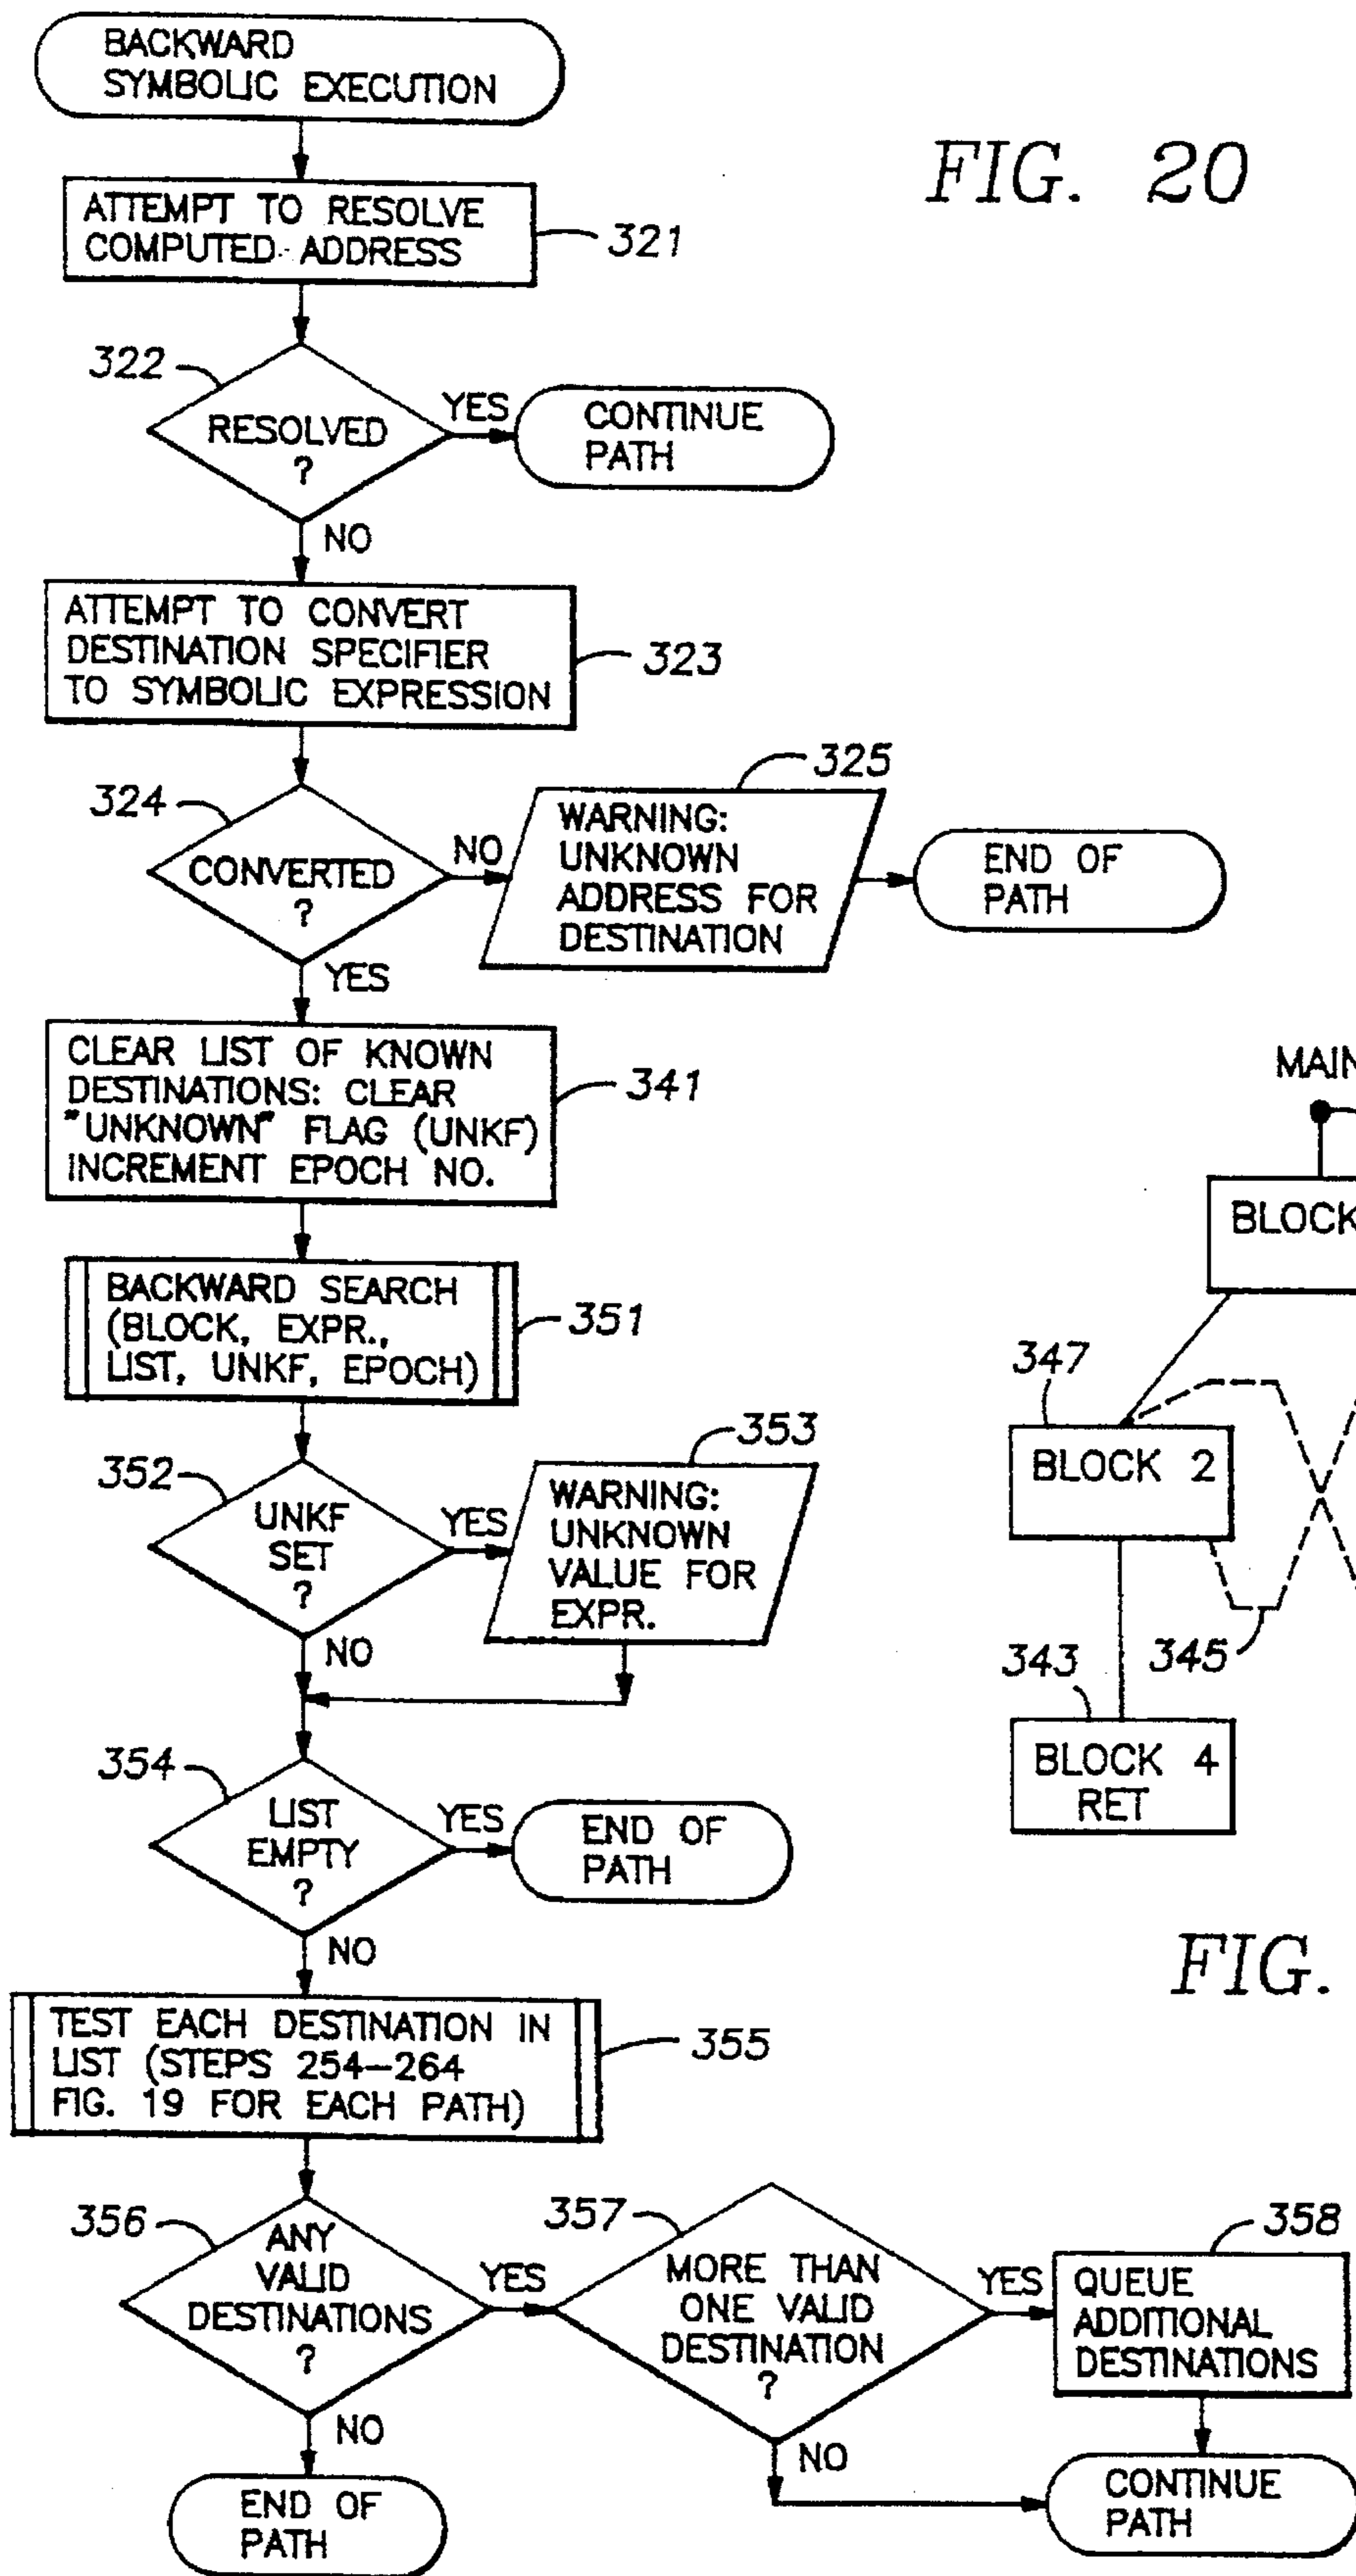 BACKWARD
SYMBOLIC EXECUTION
FIG. 20
ATTEMPT TO RESOLVE
COMPUTED ADDRESS
321
322
RESOLVED
?
YES
CONTINUE
PATH
NO
ATTEMPT TO CONVERT
DESTINATION SPECIFIER
TO SYMBOLIC EXPRESSION
323
324
CONVERTED
?
NO
325
WARNING:
UNKNOWN
ADDRESS FOR
DESTINATION
END OF
PATH
YES
CLEAR LIST OF KNOWN
DESTINATIONS: CLEAR
"UNKNOWN" FLAG (UNKF)
INCREMENT EPOCH NO.
341
BACKWARD SEARCH
(BLOCK, EXPR.,
LIST, UNKF, EPOCH)
351
352
UNKF
SET
?
YES
353
WARNING:
UNKNOWN
VALUE FOR
EXPR.
NO
354
LIST
EMPTY
?
YES
END OF
PATH
NO
TEST EACH DESTINATION IN
LIST (STEPS 254-264
FIG. 19 FOR EACH PATH)
355
356
ANY
VALID
DESTINATIONS
?
YES
357
MORE THAN
ONE VALID
DESTINATION
?
YES
358
QUEUE
ADDITIONAL
DESTINATIONS
NO
END OF
PATH
NO
CONTINUE
PATH
MAIN
BLOCK
347
BLOCK 2
345
343
BLOCK 4
RET
FIG.